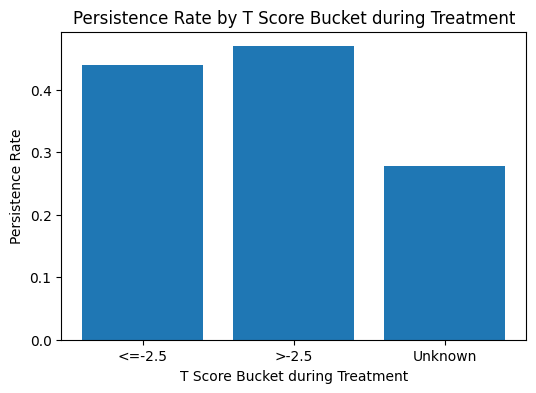 Persistence Rate by T Score Bucket during Treatment
Persistence Rate
0.4
0.3
0.2
0.1
0.0
<=-2.5
>-2.5
Unknown
T Score Bucket during Treatment